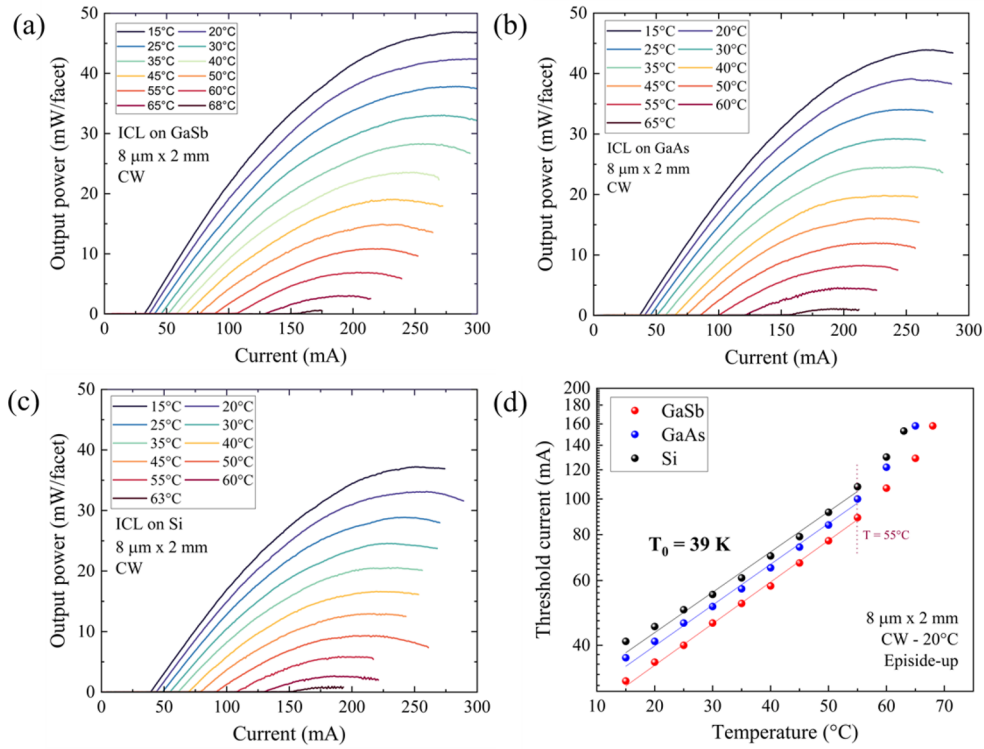 (a)
50
40
30
20
10
0
Output power (mW/facet)
15°C 20°C
25°C 30°C
35°C 40°C
45°C 50°C
55°C 60°C
65°C 68°C
ICL on GaSb
8 μm x 2 mm
CW
0 50 100 150 200 250 300
Current (mA)
(b)
50
40
30
20
10
0
Output power (mW/facet)
15°C 20°C
25°C 30°C
35°C 40°C
45°C 50°C
55°C 60°C
65°C
ICL on GaAs
8 μm x 2 mm
CW
0 50 100 150 200 250 300
Current (mA)
(c)
50
40
30
20
10
0
Output power (mW/facet)
15°C 20°C
25°C 30°C
35°C 40°C
45°C 50°C
55°C 60°C
63°C
ICL on Si
8 μm x 2 mm
CW
0 50 100 150 200 250 300
Current (mA)
(d)
200
180
160
140
120
100
80
60
40
Threshold current (mA)
GaSb
GaAs
Si
T₀ = 39 K
T = 55°C
8 μm x 2 mm
CW - 20°C
Episide-up
10 20 30 40 50 60 70
Temperature (°C)